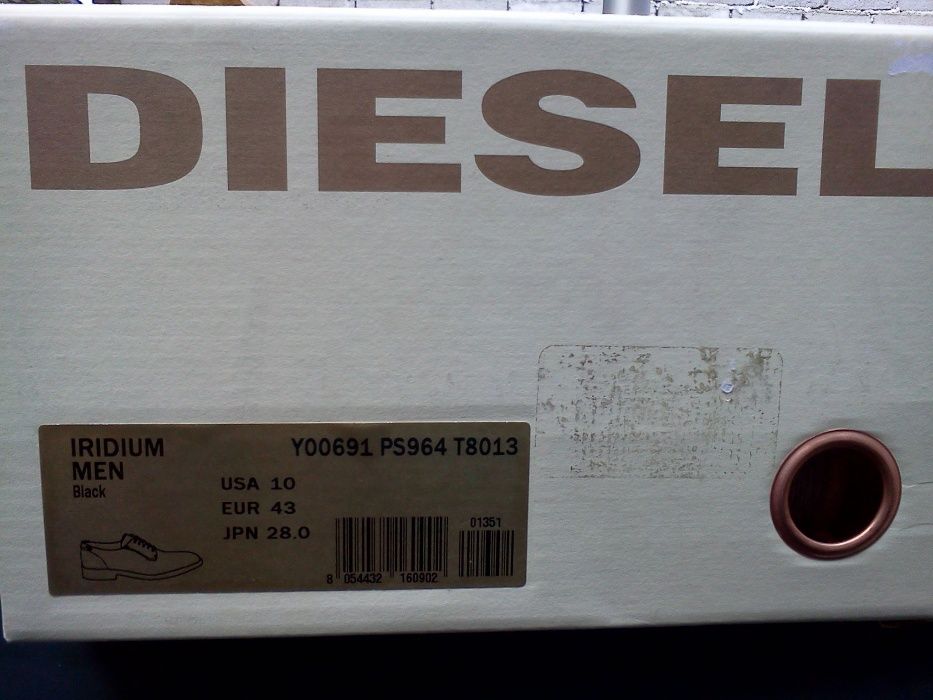 DIESEL
IRIDIUM
MEN
Black
Y00691 PS964 T8013
USA 10
EUR 43
JPN 28.0
01351
8 054432 160902